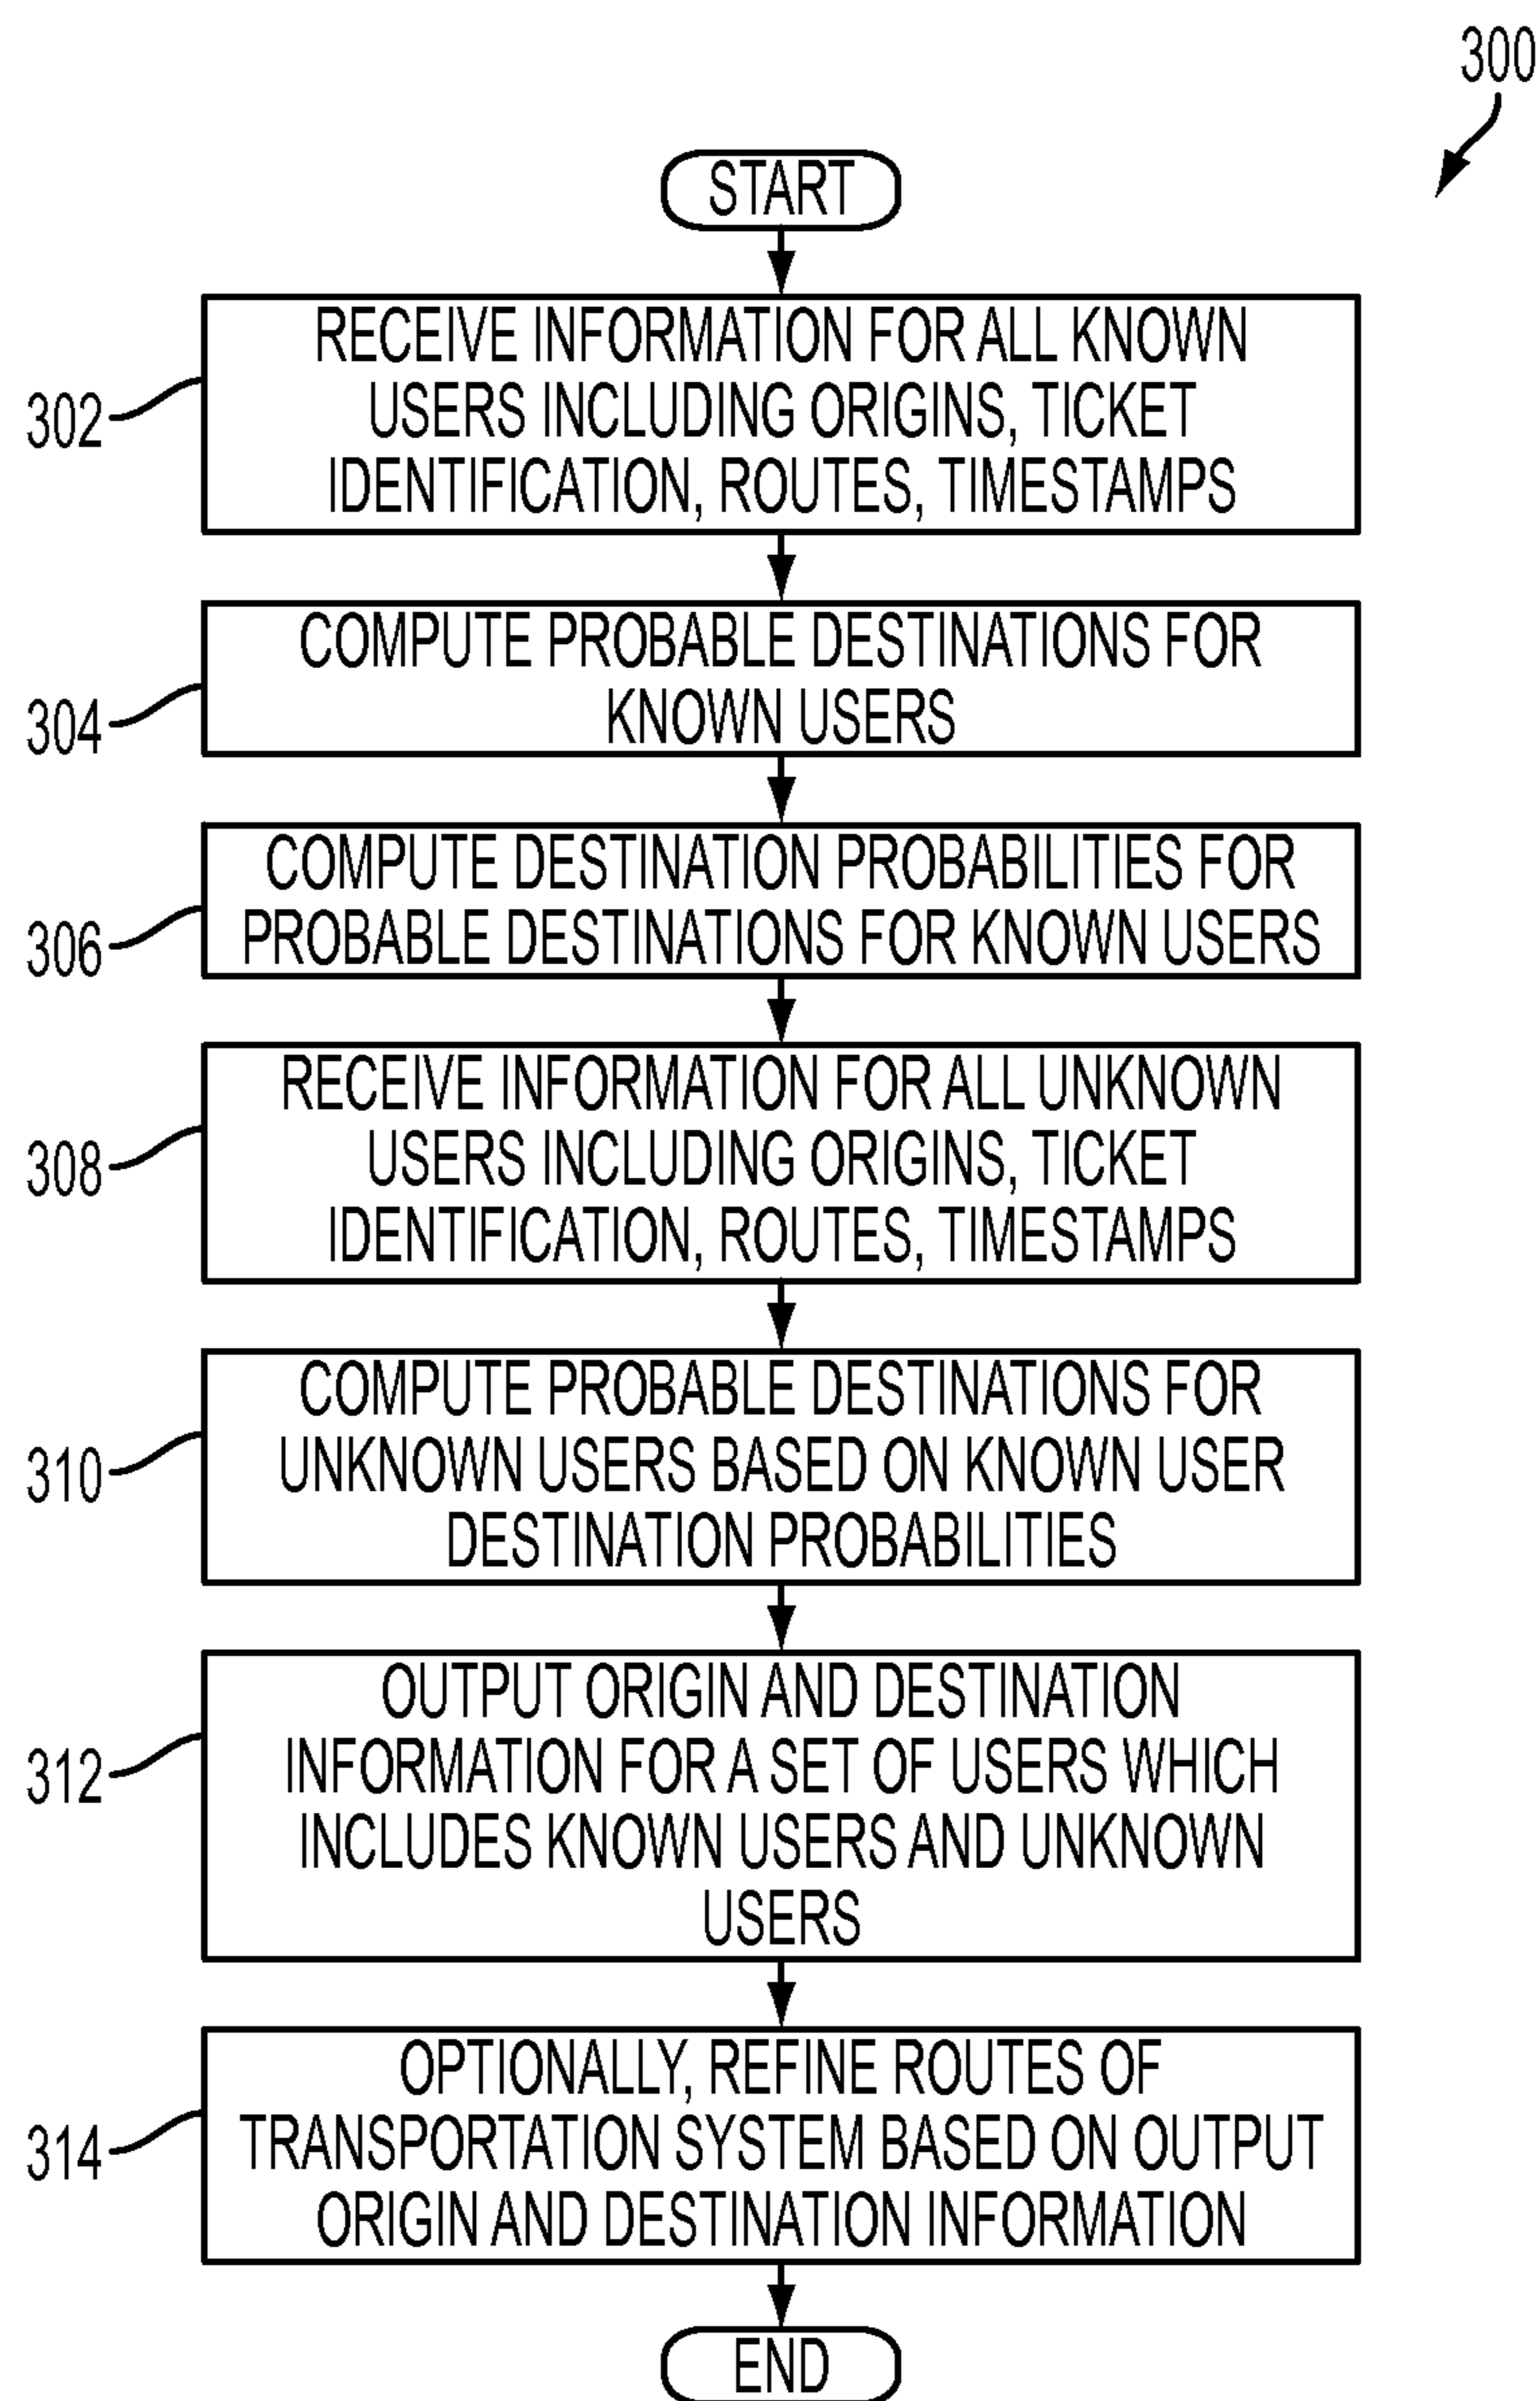 300
START
302
RECEIVE INFORMATION FOR ALL KNOWN
USERS INCLUDING ORIGINS, TICKET
IDENTIFICATION, ROUTES, TIMESTAMPS
304
COMPUTE PROBABLE DESTINATIONS FOR
KNOWN USERS
306
COMPUTE DESTINATION PROBABILITIES FOR
PROBABLE DESTINATIONS FOR KNOWN USERS
308
RECEIVE INFORMATION FOR ALL UNKNOWN
USERS INCLUDING ORIGINS, TICKET
IDENTIFICATION, ROUTES, TIMESTAMPS
310
COMPUTE PROBABLE DESTINATIONS FOR
UNKNOWN USERS BASED ON KNOWN USER
DESTINATION PROBABILITIES
312
OUTPUT ORIGIN AND DESTINATION
INFORMATION FOR A SET OF USERS WHICH
INCLUDES KNOWN USERS AND UNKNOWN
USERS
314
OPTIONALLY, REFINE ROUTES OF
TRANSPORTATION SYSTEM BASED ON OUTPUT
ORIGIN AND DESTINATION INFORMATION
END